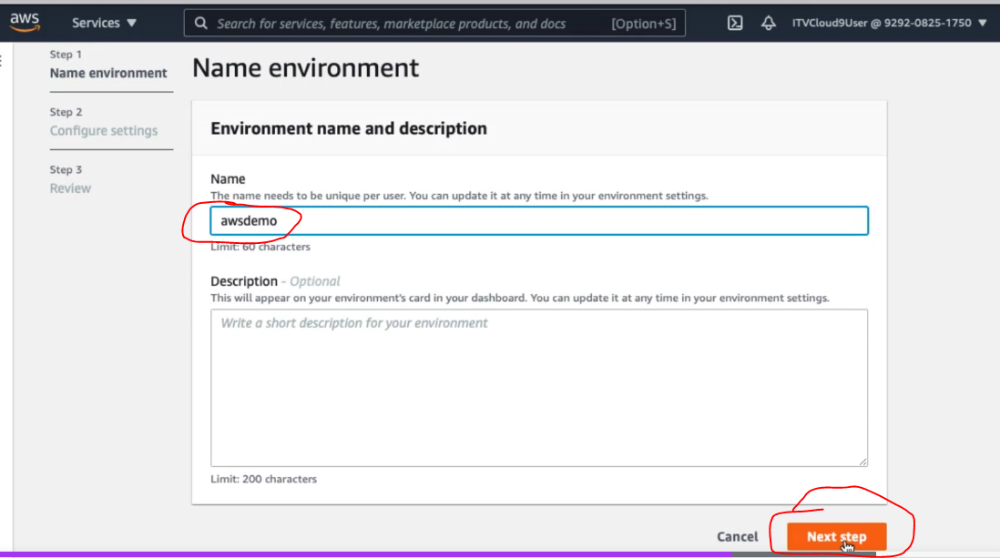 aws
Services ▼
Search for services, features, marketplace products, and docs [Option+S]
ITVCloud9User @ 9292-0825-1750 ▼
Step 1
Name environment
Step 2
Configure settings
Step 3
Review
Name environment
Environment name and description
Name
The name needs to be unique per user. You can update it at any time in your environment settings.
awsdemo
Limit: 60 characters
Description - Optional
This will appear on your environment's card in your dashboard. You can update it at any time in your environment settings.
Write a short description for your environment
Limit: 200 characters
Cancel
Next step